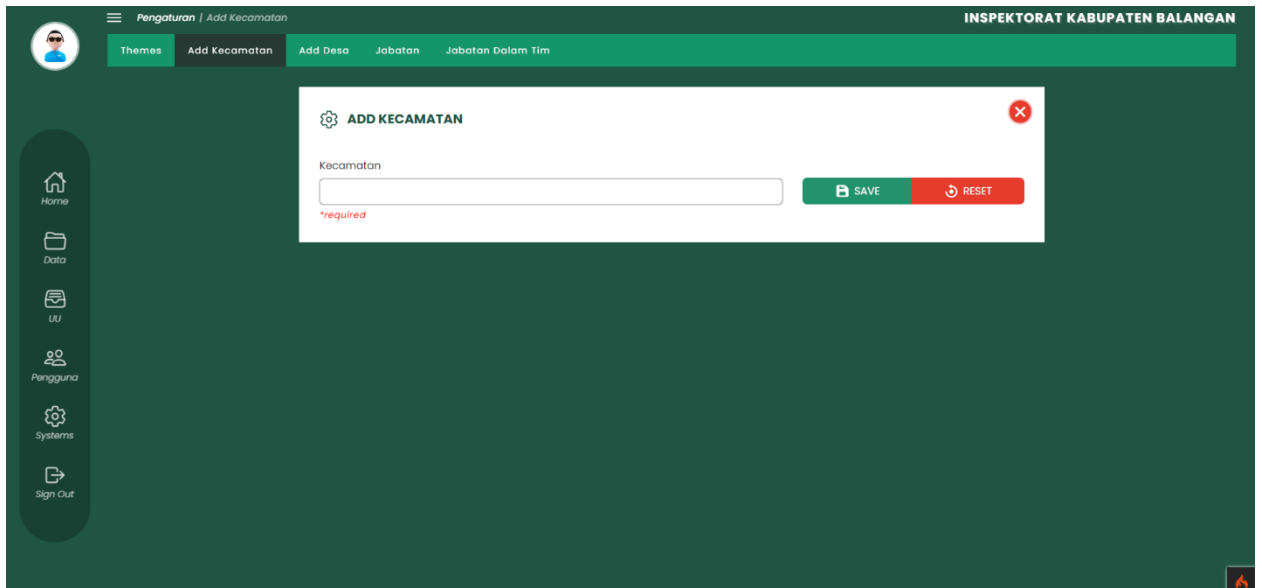 Pengaturan | Add Kecamatan
INSPEKTORAT KABUPATEN BALANGAN
Themes Add Kecamatan Add Desa Jabatan Jabatan Dalam Tim
ADD KECAMATAN
Kecamatan
SAVE RESET
*required
Home
Data
UU
Pengguna
Systems
Sign Out